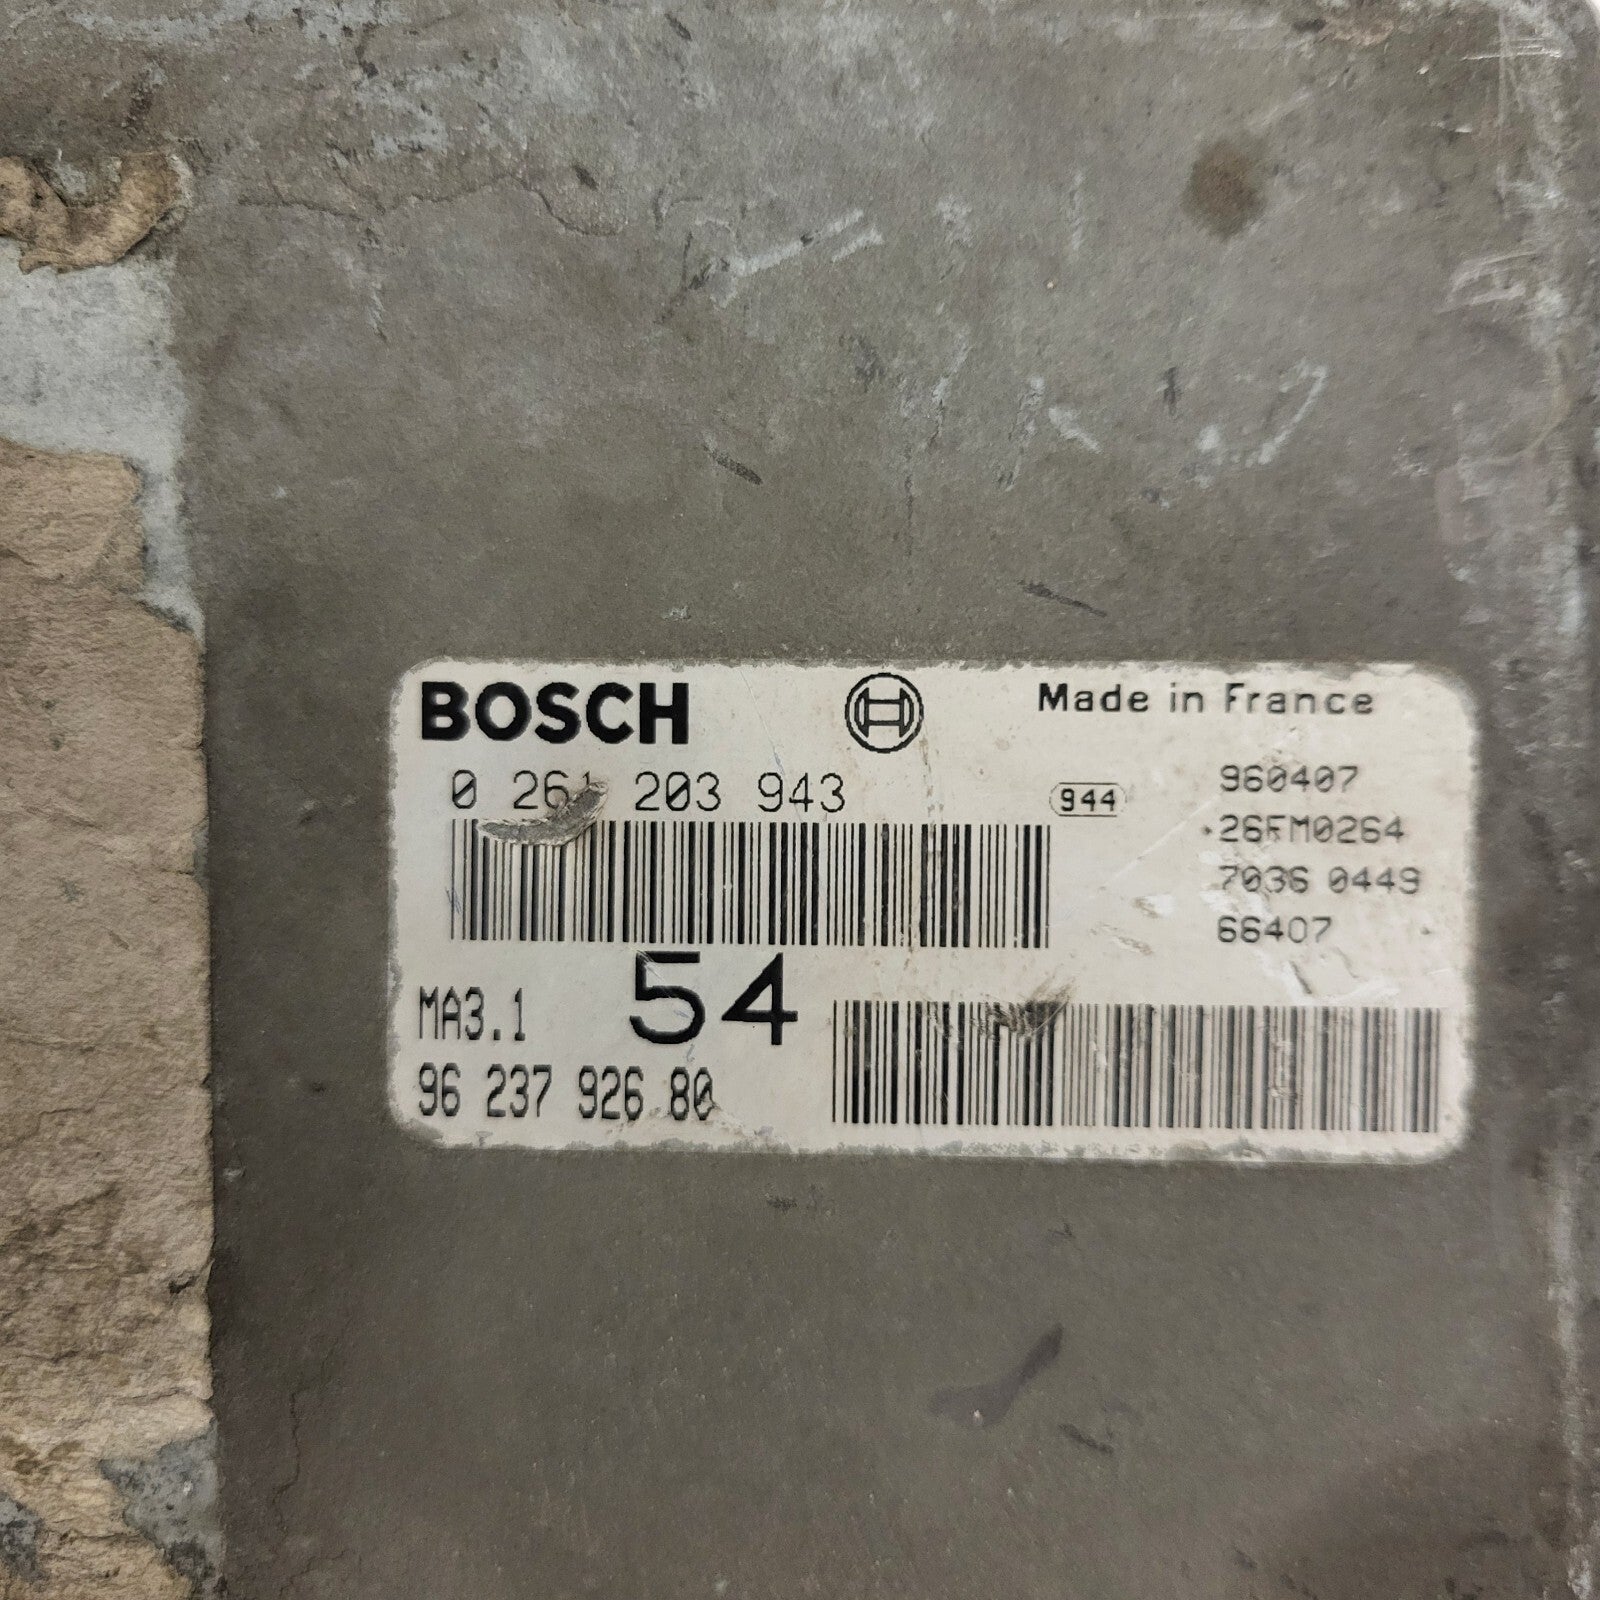 BOSCH Made in France
0 261 203 943 944 960407
26FM0264
7036 0449
66407
MA3.1 54
96 237 926 80